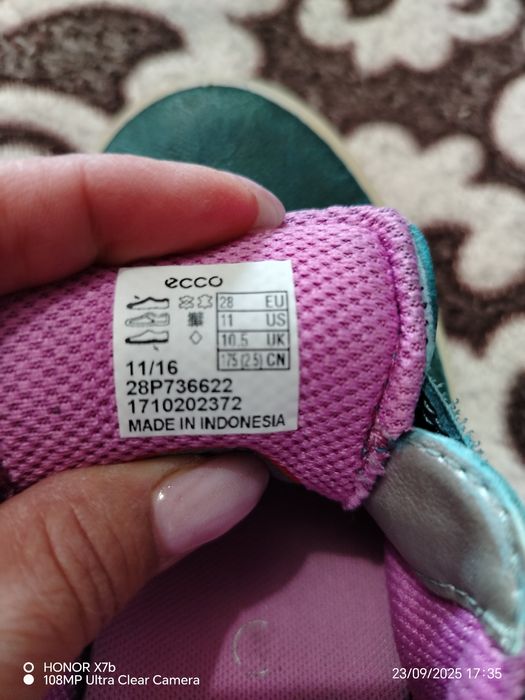 ecco
28 EU
11 US
10.5 UK
175 (2.5) CN
11/16
28P736622
1710202372
MADE IN INDONESIA
HONOR X7b
108MP Ultra Clear Camera
23/09/2025 17:35